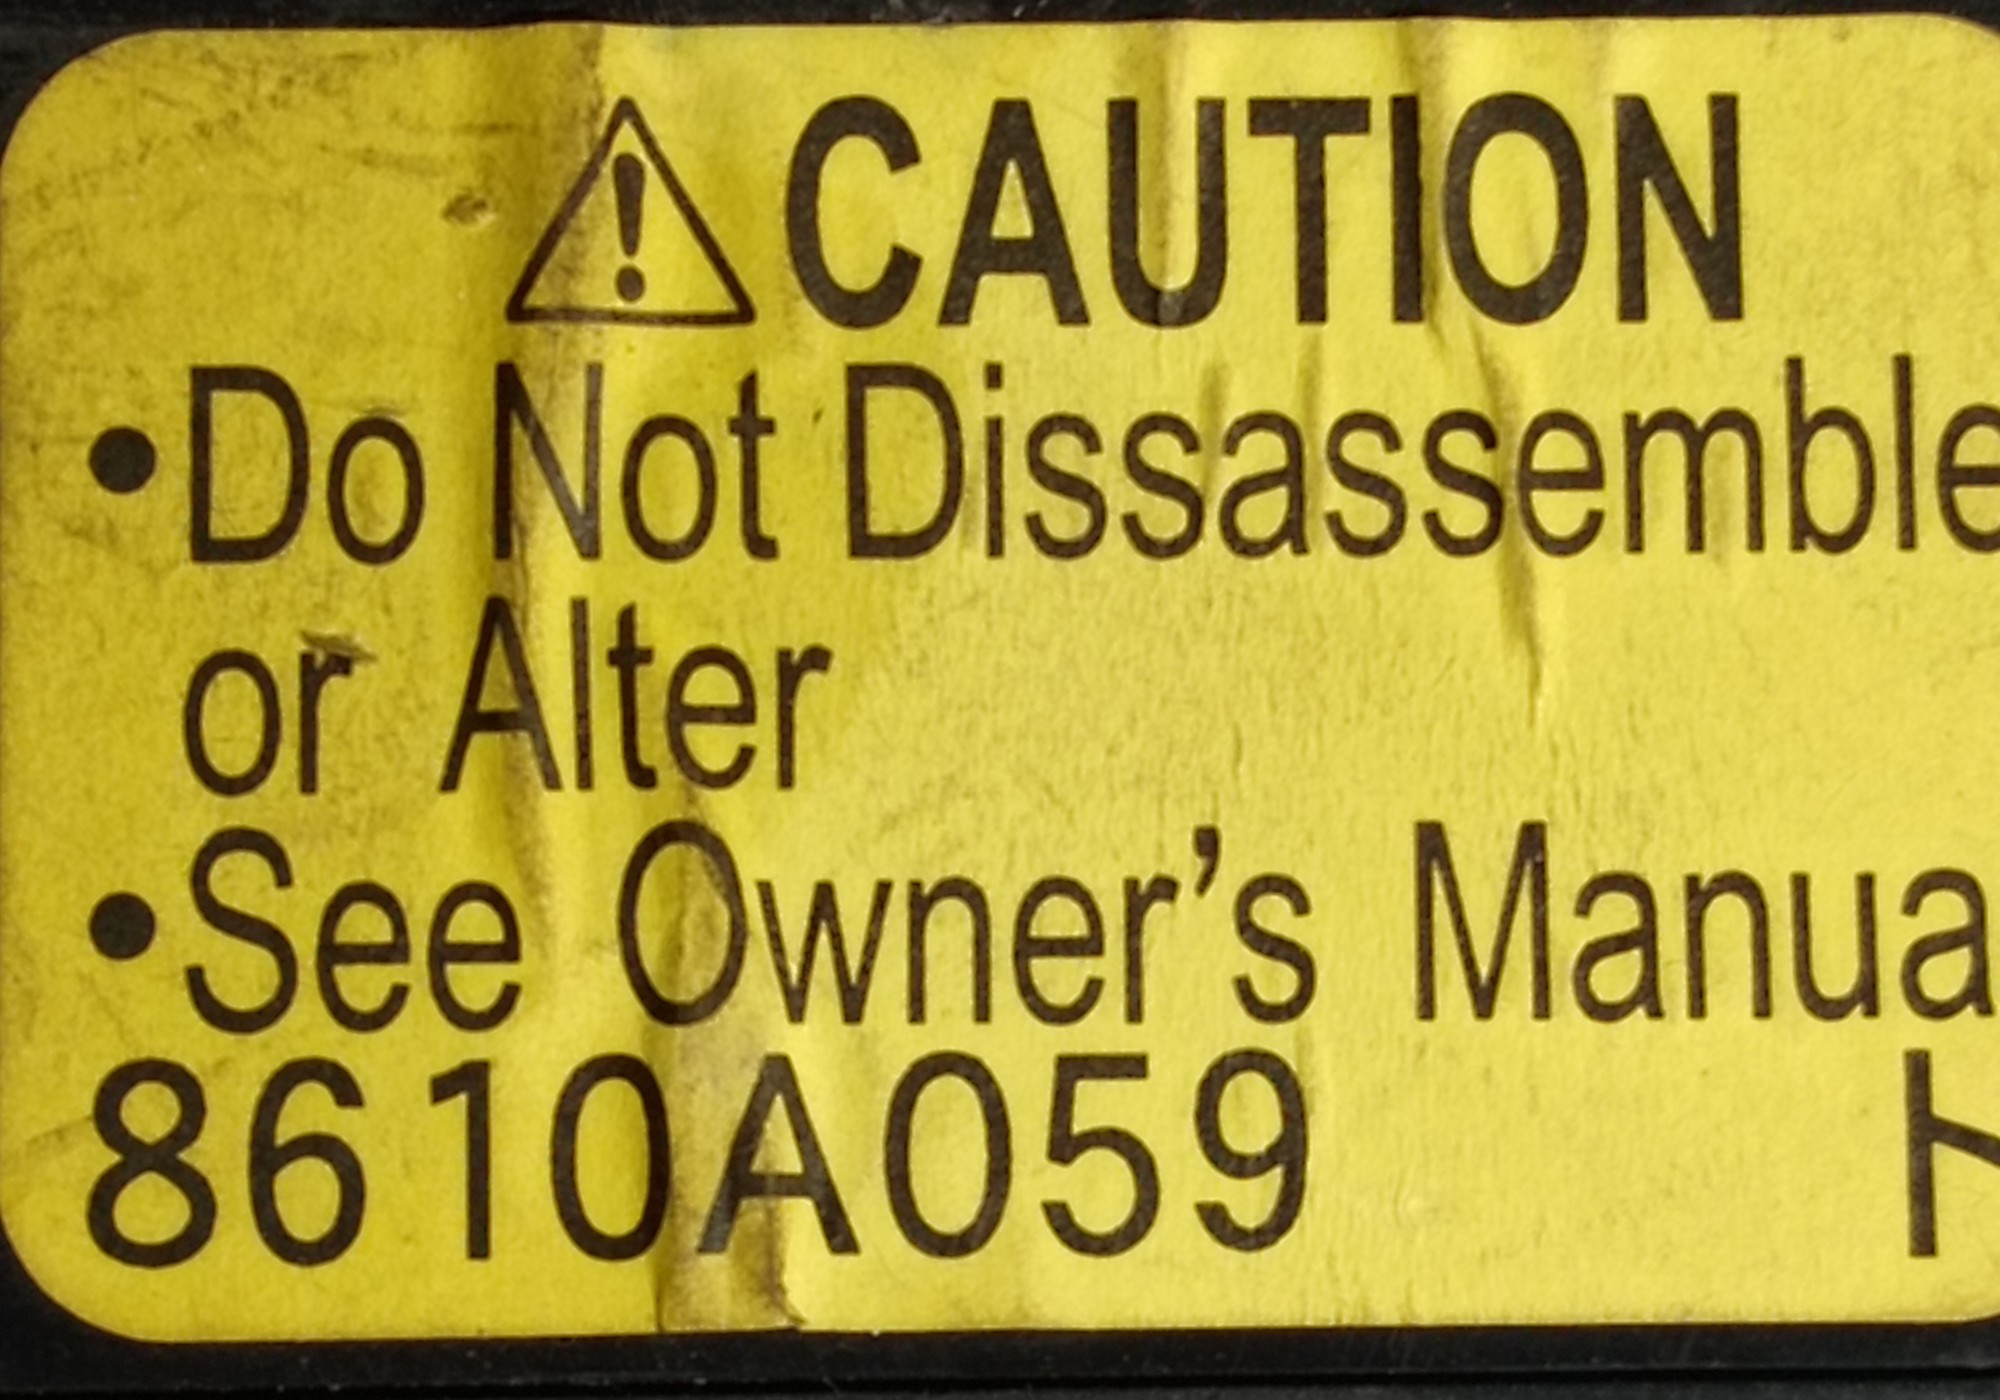 ⚠CAUTION
•Do Not Dissassemble
or Alter
•See Owner's Manua
8610A059